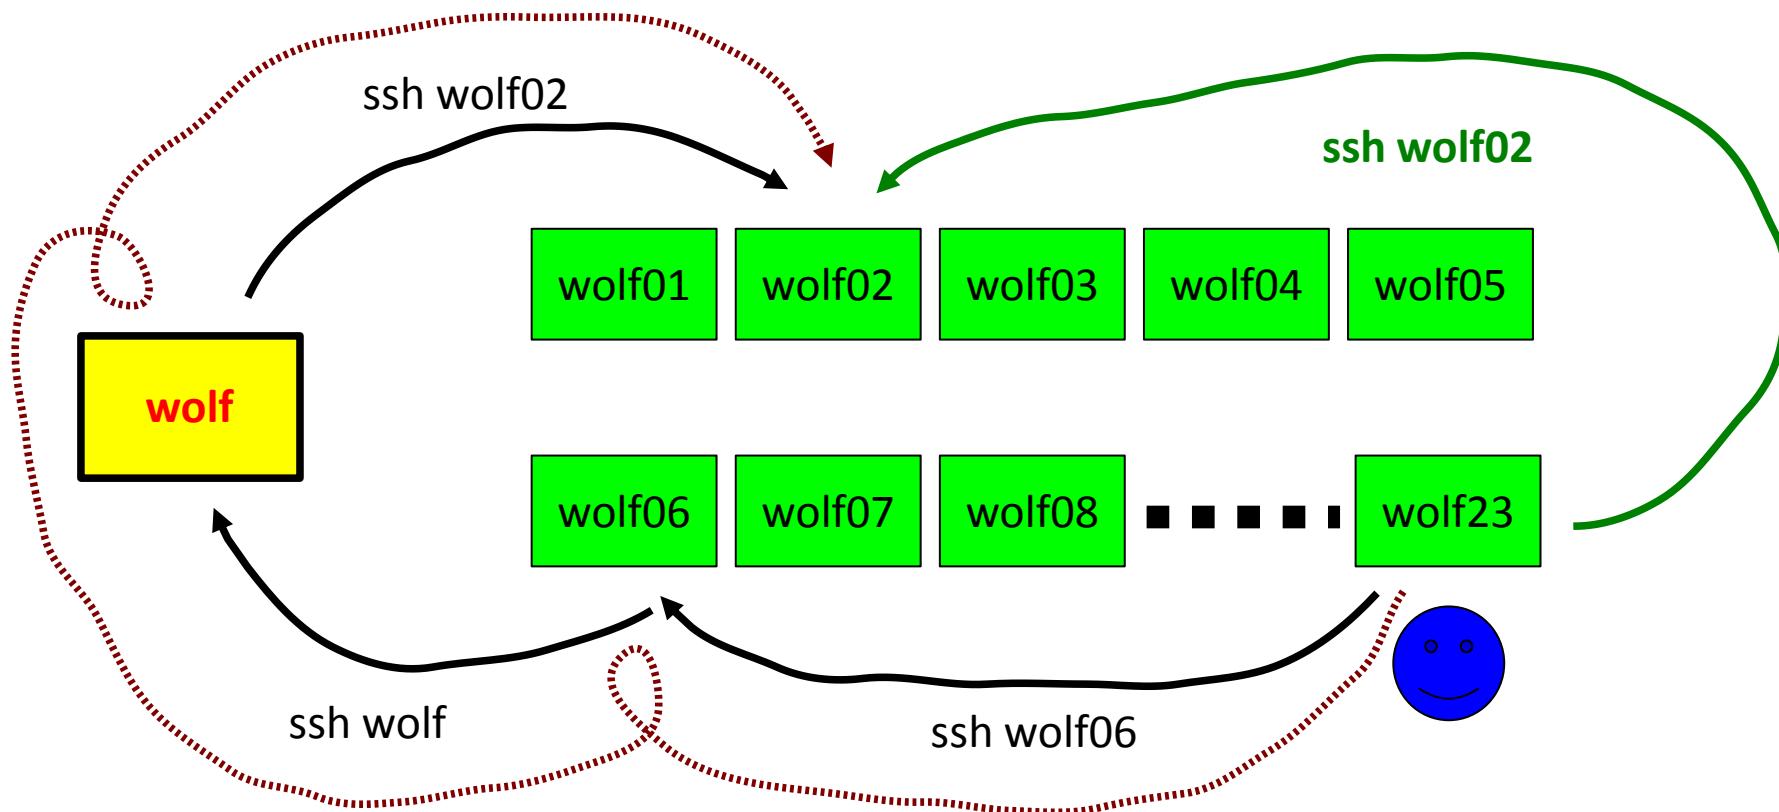 ssh wolf02
ssh wolf02
wolf01 wolf02 wolf03 wolf04 wolf05
wolf
wolf06 wolf07 wolf08 wolf23
ssh wolf
ssh wolf06